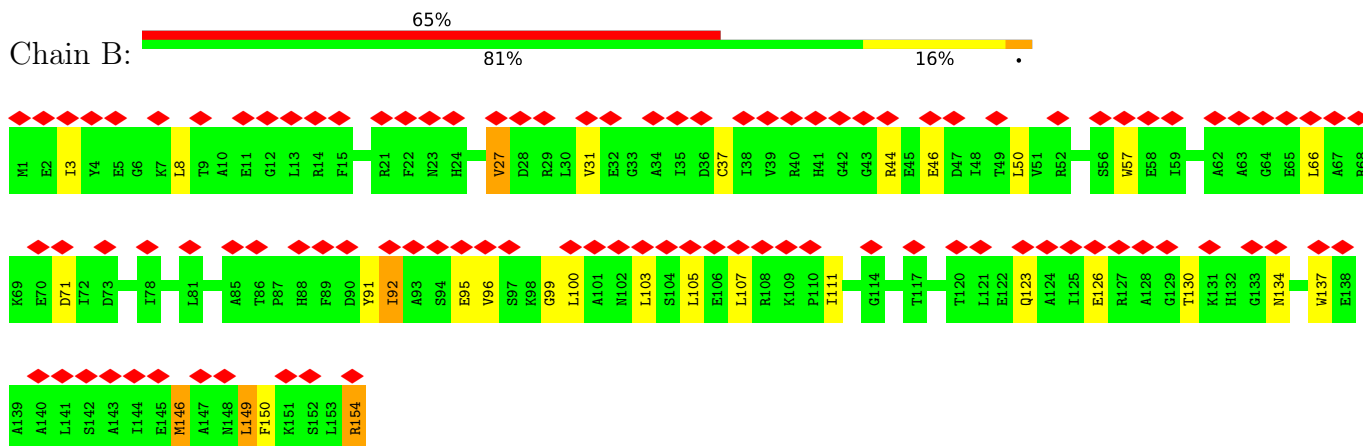 65%
Chain B:
81% 16% •
M1 E2 I3 Y4 E5 G6 K7 L8 T9 A10 E11 G12 L13 R14 F15 R21 F22 N23 H24 V27 D28 R29 L30 V31 E32 G33 A34 I35 D36 C37 I38 V39 R40 H41 G42 G43 R44 E45 E46 D47 I48 T49 L50 V51 R52 S56 W57 E58 I59 A62 A63 G64 E65 L66 A67 R68
K69 E70 D71 I72 D73 I78 L81 A85 T86 P87 H88 F89 D90 Y91 I92 A93 S94 E95 V96 S97 K98 G99 L100 A101 N102 L103 S104 L105 E106 L107 R108 K109 P110 I111 G114 T117 T120 L121 E122 Q123 A124 I125 E126 R127 A128 G129 T130 K131 H132 G133 N134 W137 E138
A139 A140 L141 S142 A143 I144 E145 M146 A147 N148 L149 F150 K151 S152 L153 R154